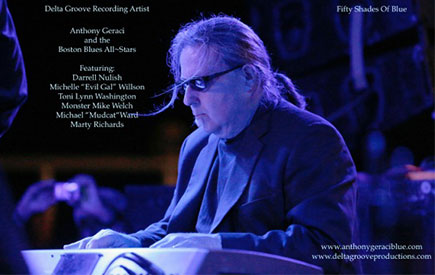 Delta Groove Recording Artist
Fifty Shades Of Blue
Anthony Geraci
and the
Boston Blues All~Stars
Featuring:
Darrell Nulish
Michelle "Evil Gal" Willson
Toni Lynn Washington
Monster Mike Welch
Michael "Mudcat"Ward
Marty Richards
www.anthonygeraciblue.com
www.deltagrooveproductions.com